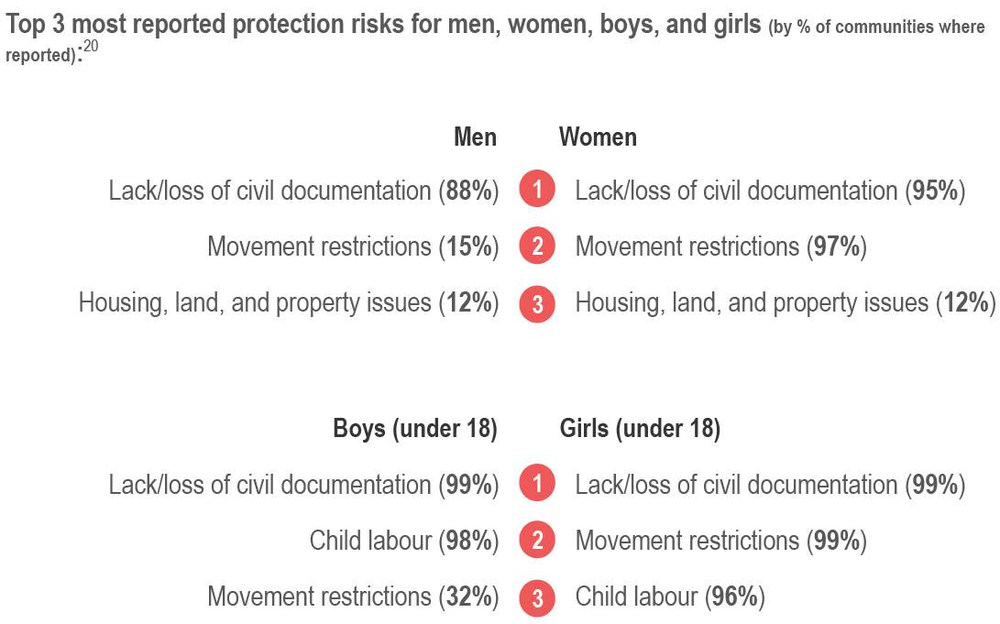 Top 3 most reported protection risks for men, women, boys, and girls (by % of communities where
reported):20
Men
Women
Lack/loss of civil documentation (88%) 1 Lack/loss of civil documentation (95%)
Movement restrictions (15%) 2 Movement restrictions (97%)
Housing, land, and property issues (12%) 3 Housing, land, and property issues (12%)
Boys (under 18)
Girls (under 18)
Lack/loss of civil documentation (99%) 1 Lack/loss of civil documentation (99%)
Child labour (98%) 2 Movement restrictions (99%)
Movement restrictions (32%) 3 Child labour (96%)